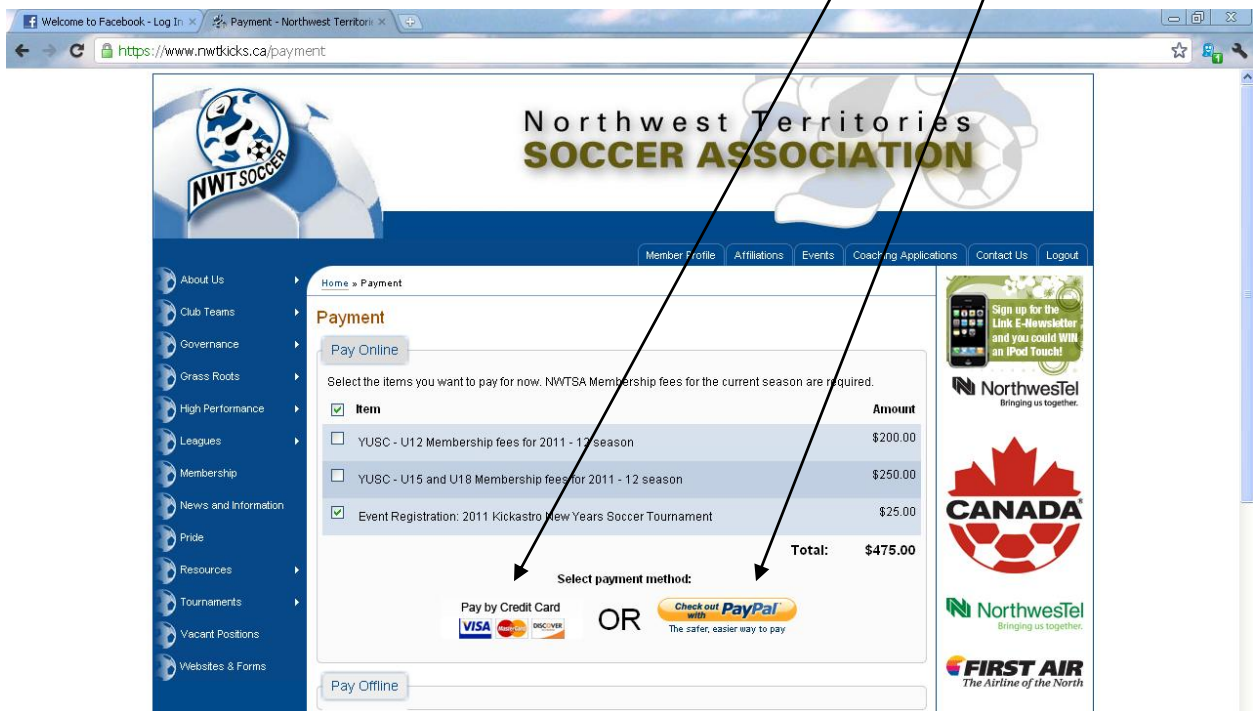 Welcome to Facebook - Log In
Payment - Northwest Territorie
https://www.nwtkicks.ca/payment
NWT SOCCER
Northwest Territories
SOCCER ASSOCIATION
Member Profile Affiliations Events Coaching Applications Contact Us Logout
About Us
Club Teams
Governance
Grass Roots
High Performance
Leagues
Membership
News and Information
Pride
Resources
Tournaments
Vacant Positions
Websites & Forms
Home » Payment
Payment
Pay Online
Select the items you want to pay for now. NWTSA Membership fees for the current season are required.
Item Amount
YUSC - U12 Membership fees for 2011 - 12 season $200.00
YUSC - U15 and U18 Membership fees for 2011 - 12 season $250.00
Event Registration: 2011 Kickastro New Years Soccer Tournament $25.00
Total: $475.00
Select payment method:
Pay by Credit Card
VISA MasterCard DISCOVER
OR
Check out with PayPal
The safer, easier way to pay
Pay Offline
Sign up for the
Link E-Newsletter
and you could WIN
an iPod Touch!
NorthwesTel
Bringing us together.
CANADA
NorthwesTel
Bringing us together.
FIRST AIR
The Airline of the North